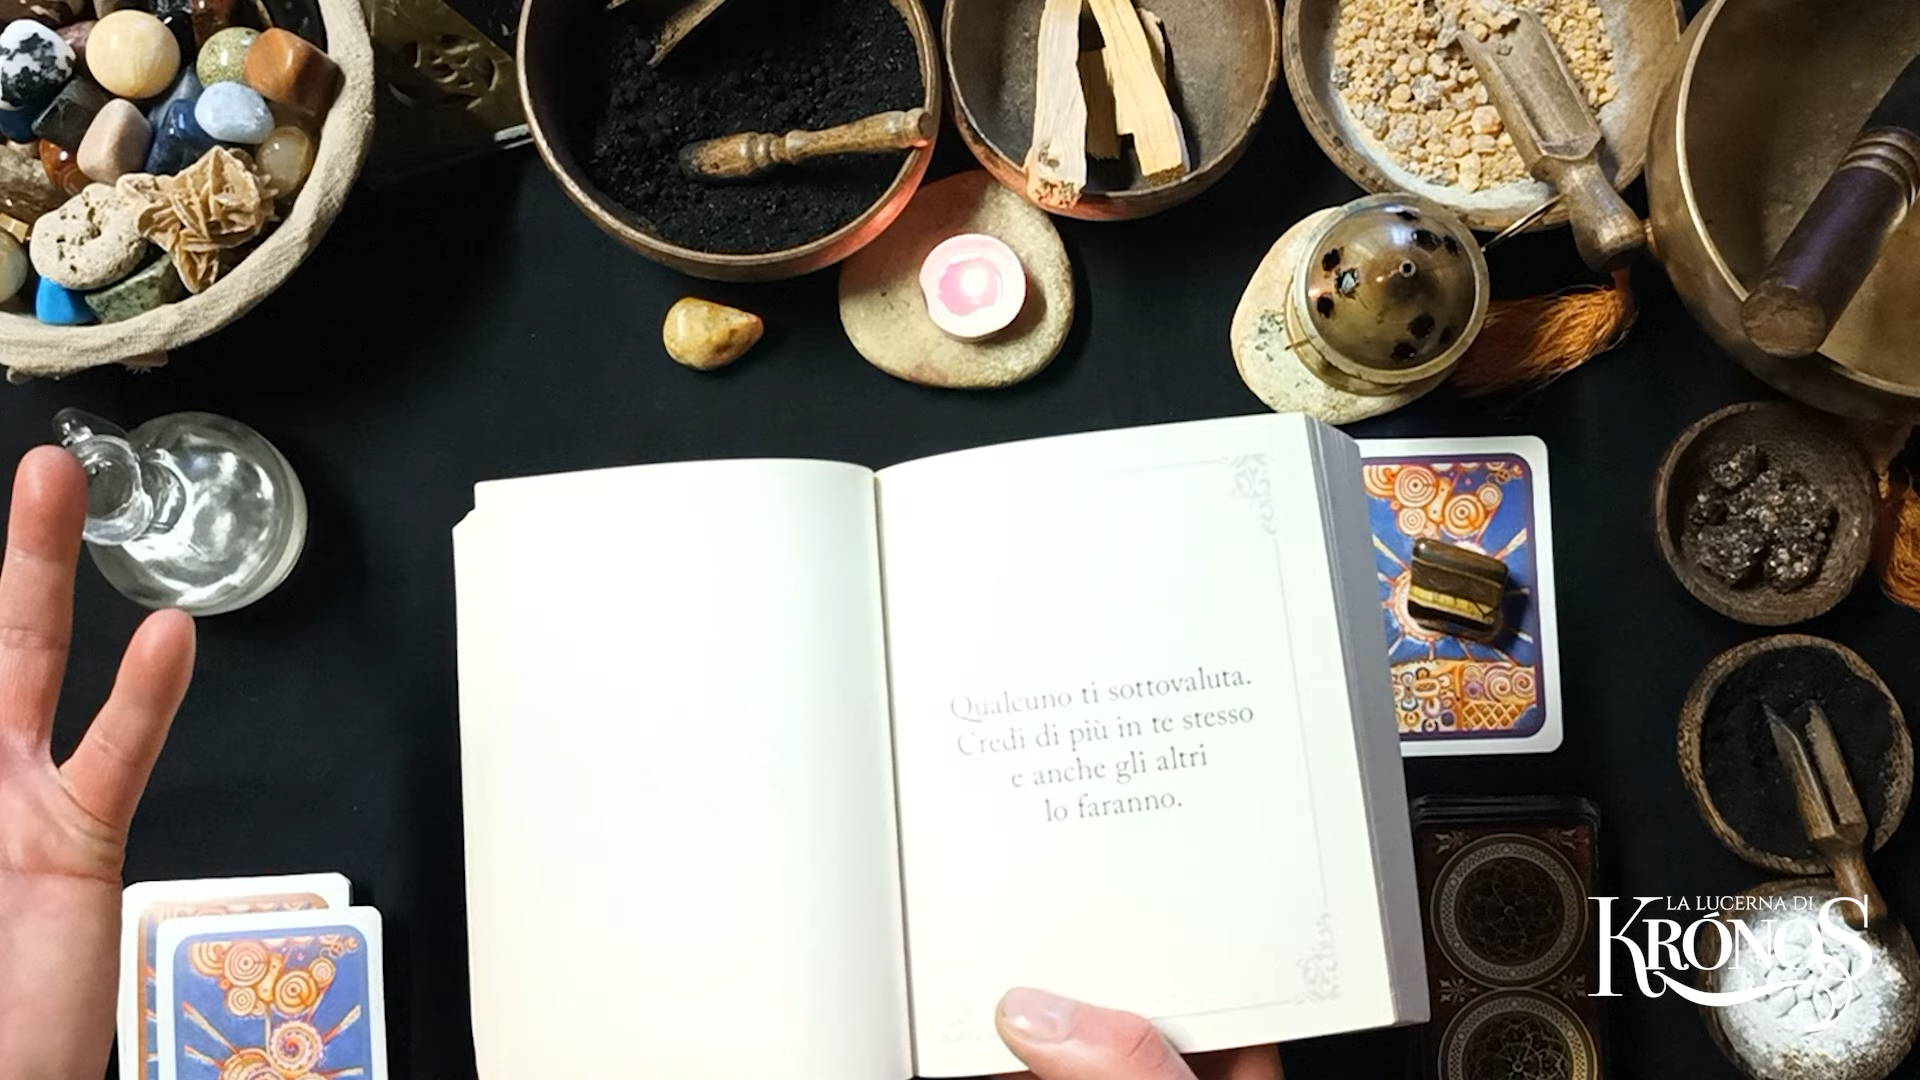 Qualcuno ti sottovaluta.
Credi di più in te stesso
e anche gli altri
lo faranno.
LA LUCERNA DI
KRÓNOS